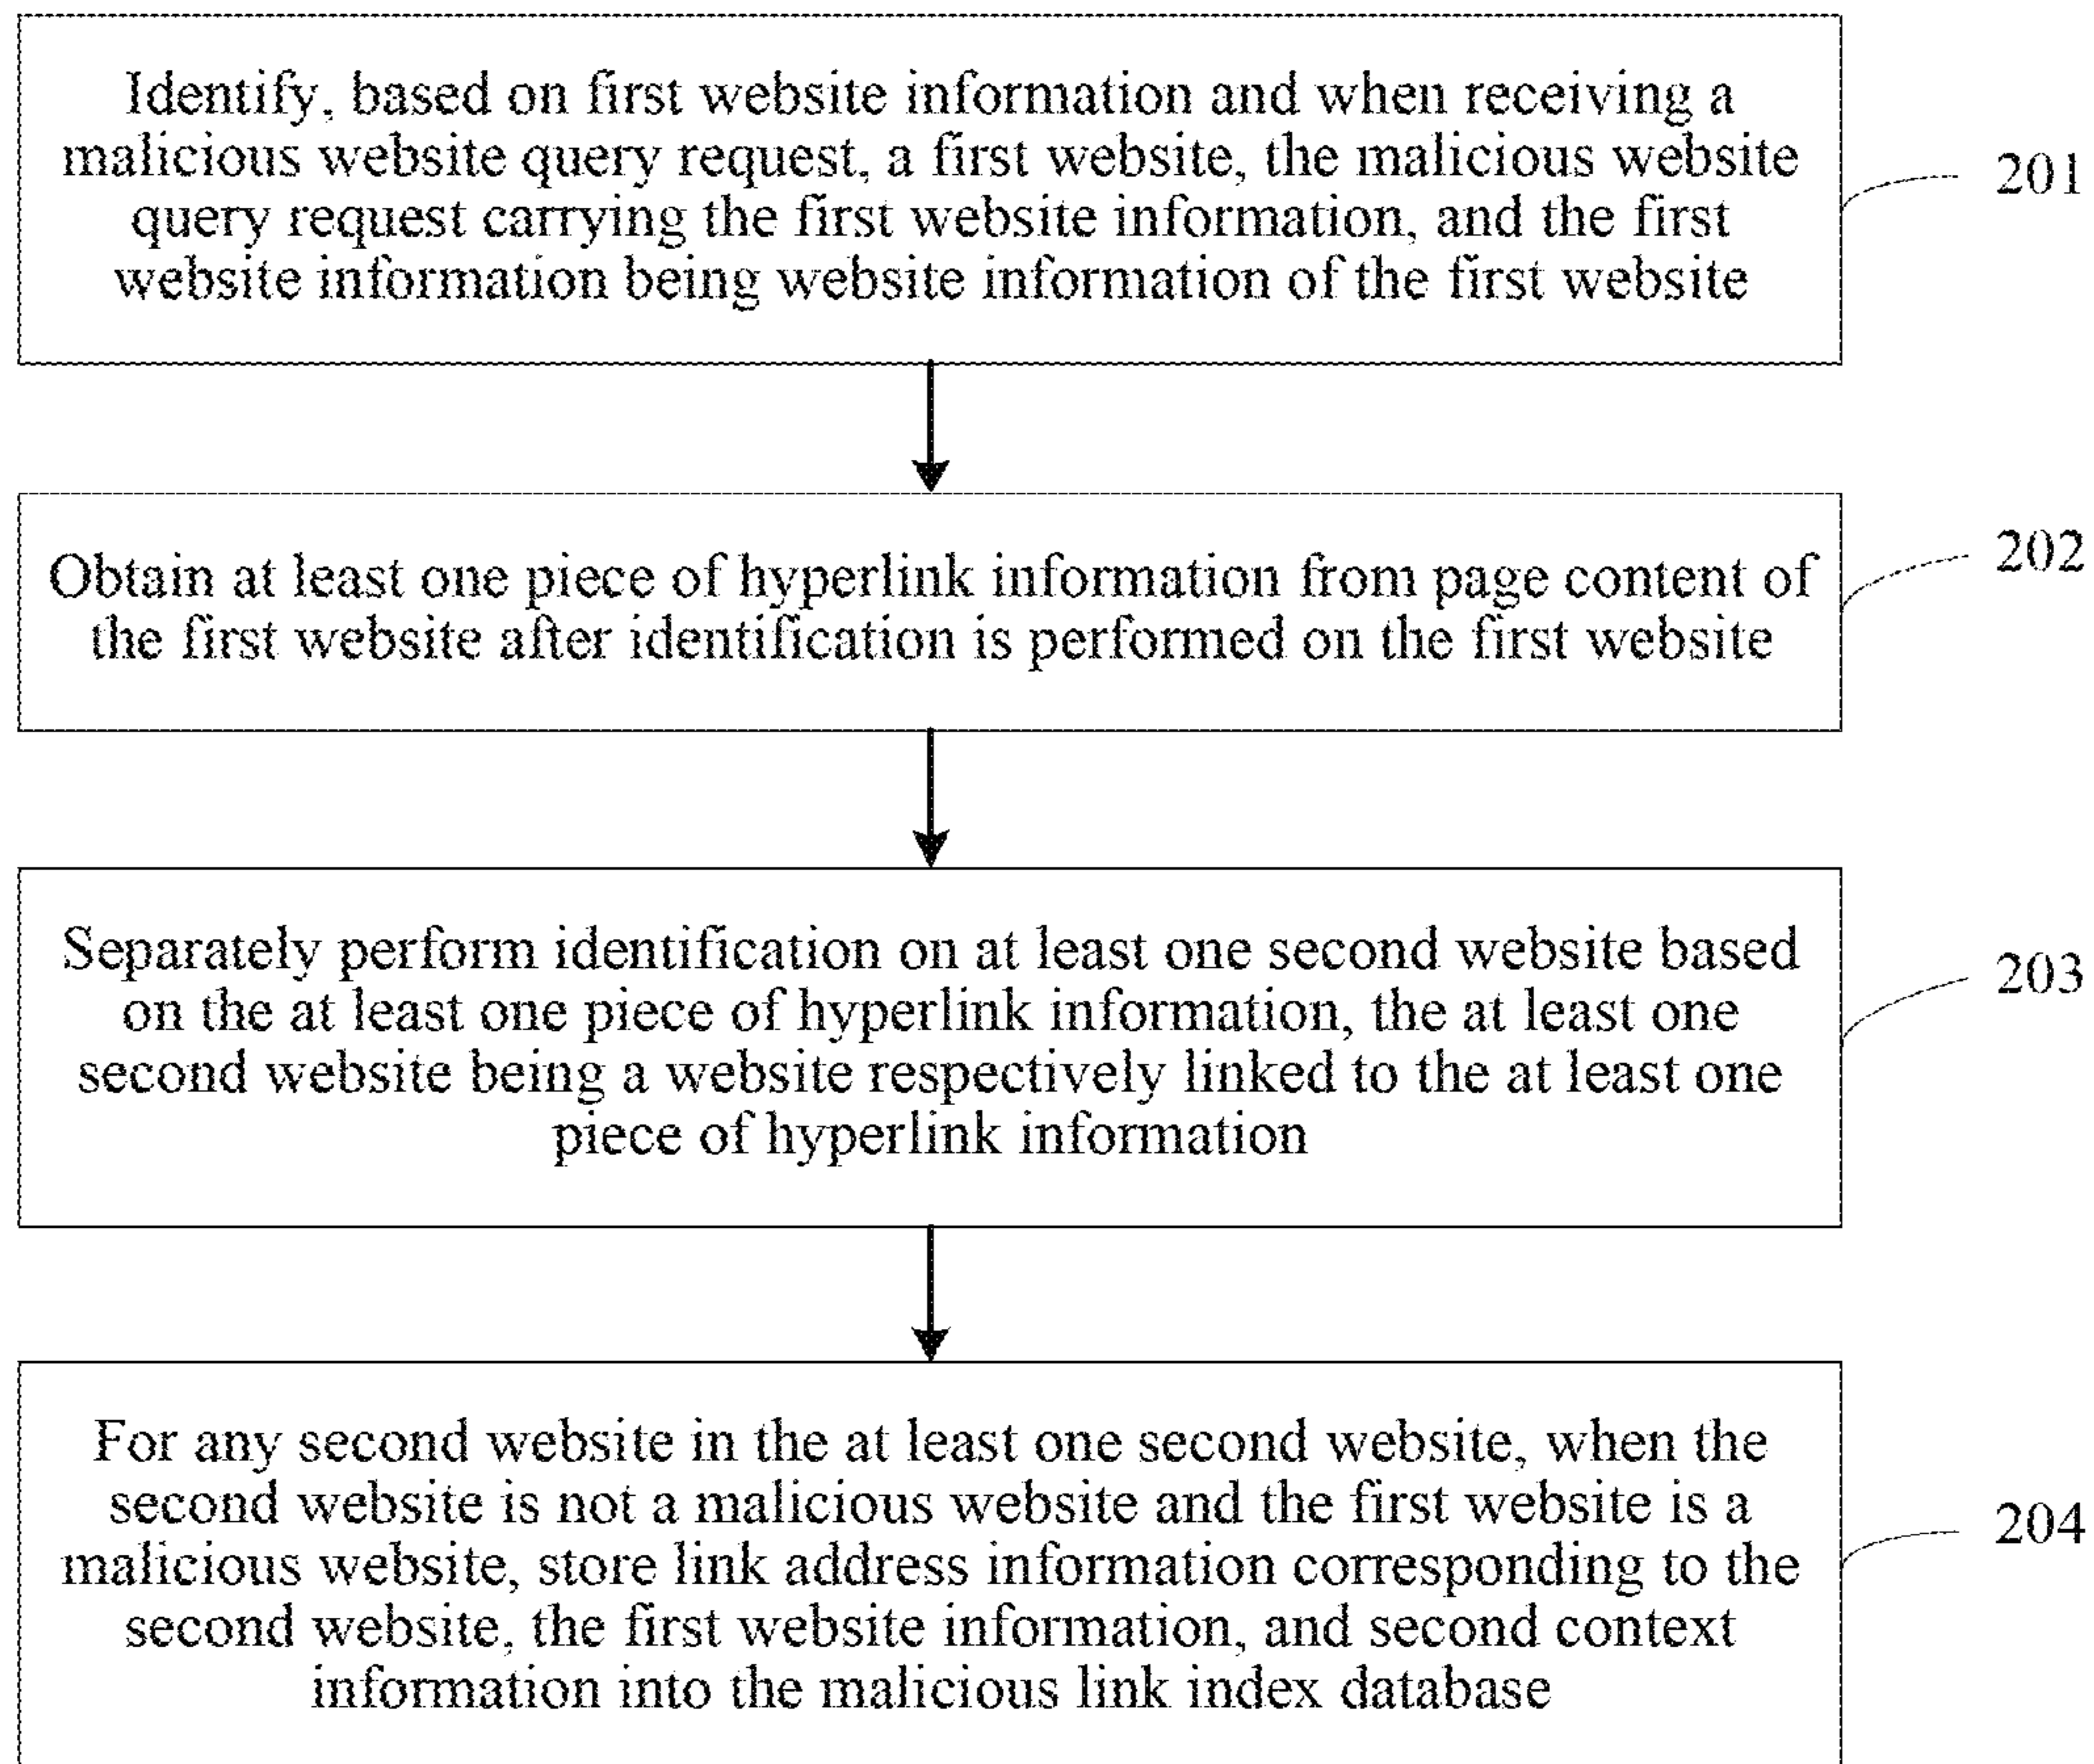 Identify, based on first website information and when receiving a
malicious website query request, a first website, the malicious website
query request carrying the first website information, and the first
website information being website information of the first website
201
Obtain at least one piece of hyperlink information from page content of
the first website after identification is performed on the first website
202
Separately perform identification on at least one second website based
on the at least one piece of hyperlink information, the at least one
second website being a website respectively linked to the at least one
piece of hyperlink information
203
For any second website in the at least one second website, when the
second website is not a malicious website and the first website is a
malicious website, store link address information corresponding to the
second website, the first website information, and second context
information into the malicious link index database
204